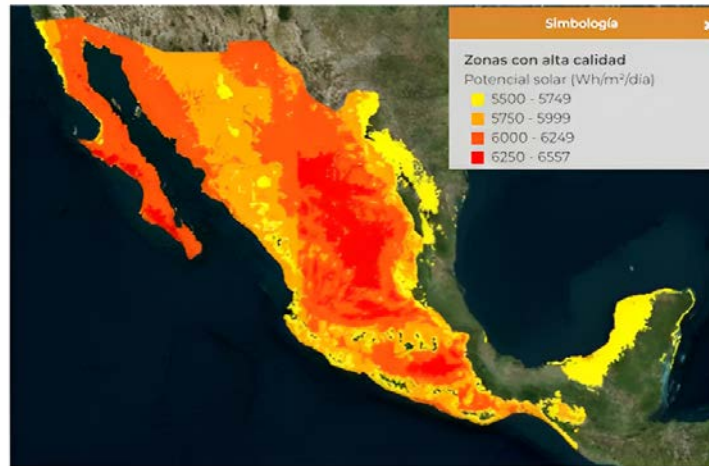 Simbología x
Zonas con alta calidad
Potencial solar (Wh/m²/día)
5500 - 5749
5750 - 5999
6000 - 6249
6250 - 6557